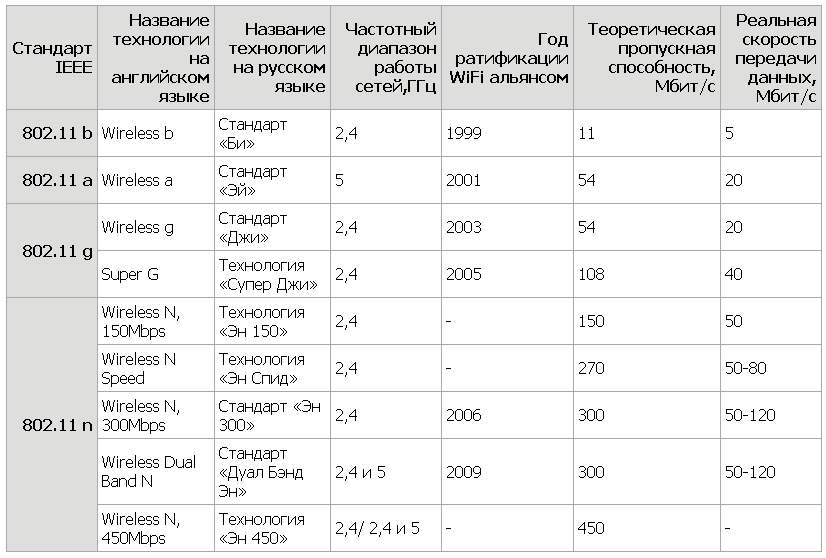 Стандарт
IEEE
Название
технологии
на
английском
языке
Название
технологии
на русском
языке
Частотный
диапазон
работы
сетей,ГГц
Год
ратификации
WiFi альянсом
Теоретическая
пропускная
способность,
Мбит/с
Реальная
скорость
передачи
данных,
Мбит/с
802.11 b
Wireless b
Стандарт
«Би»
2,4
1999
11
5
802.11 a
Wireless a
Стандарт
«Эй»
5
2001
54
20
802.11 g
Wireless g
Стандарт
«Джи»
2,4
2003
54
20
Super G
Технология
«Супер Джи»
2,4
2005
108
40
802.11 n
Wireless N,
150Mbps
Технология
«Эн 150»
2,4
-
150
50
Wireless N
Speed
Технология
«Эн Спид»
2,4
-
270
50-80
Wireless N,
300Mbps
Стандарт «Эн
300»
2,4
2006
300
50-120
Wireless Dual
Band N
Стандарт
«Дуал Бэнд
Эн»
2,4 и 5
2009
300
50-120
Wireless N,
450Mbps
Технология
«Эн 450»
2,4/ 2,4 и 5
-
450
-